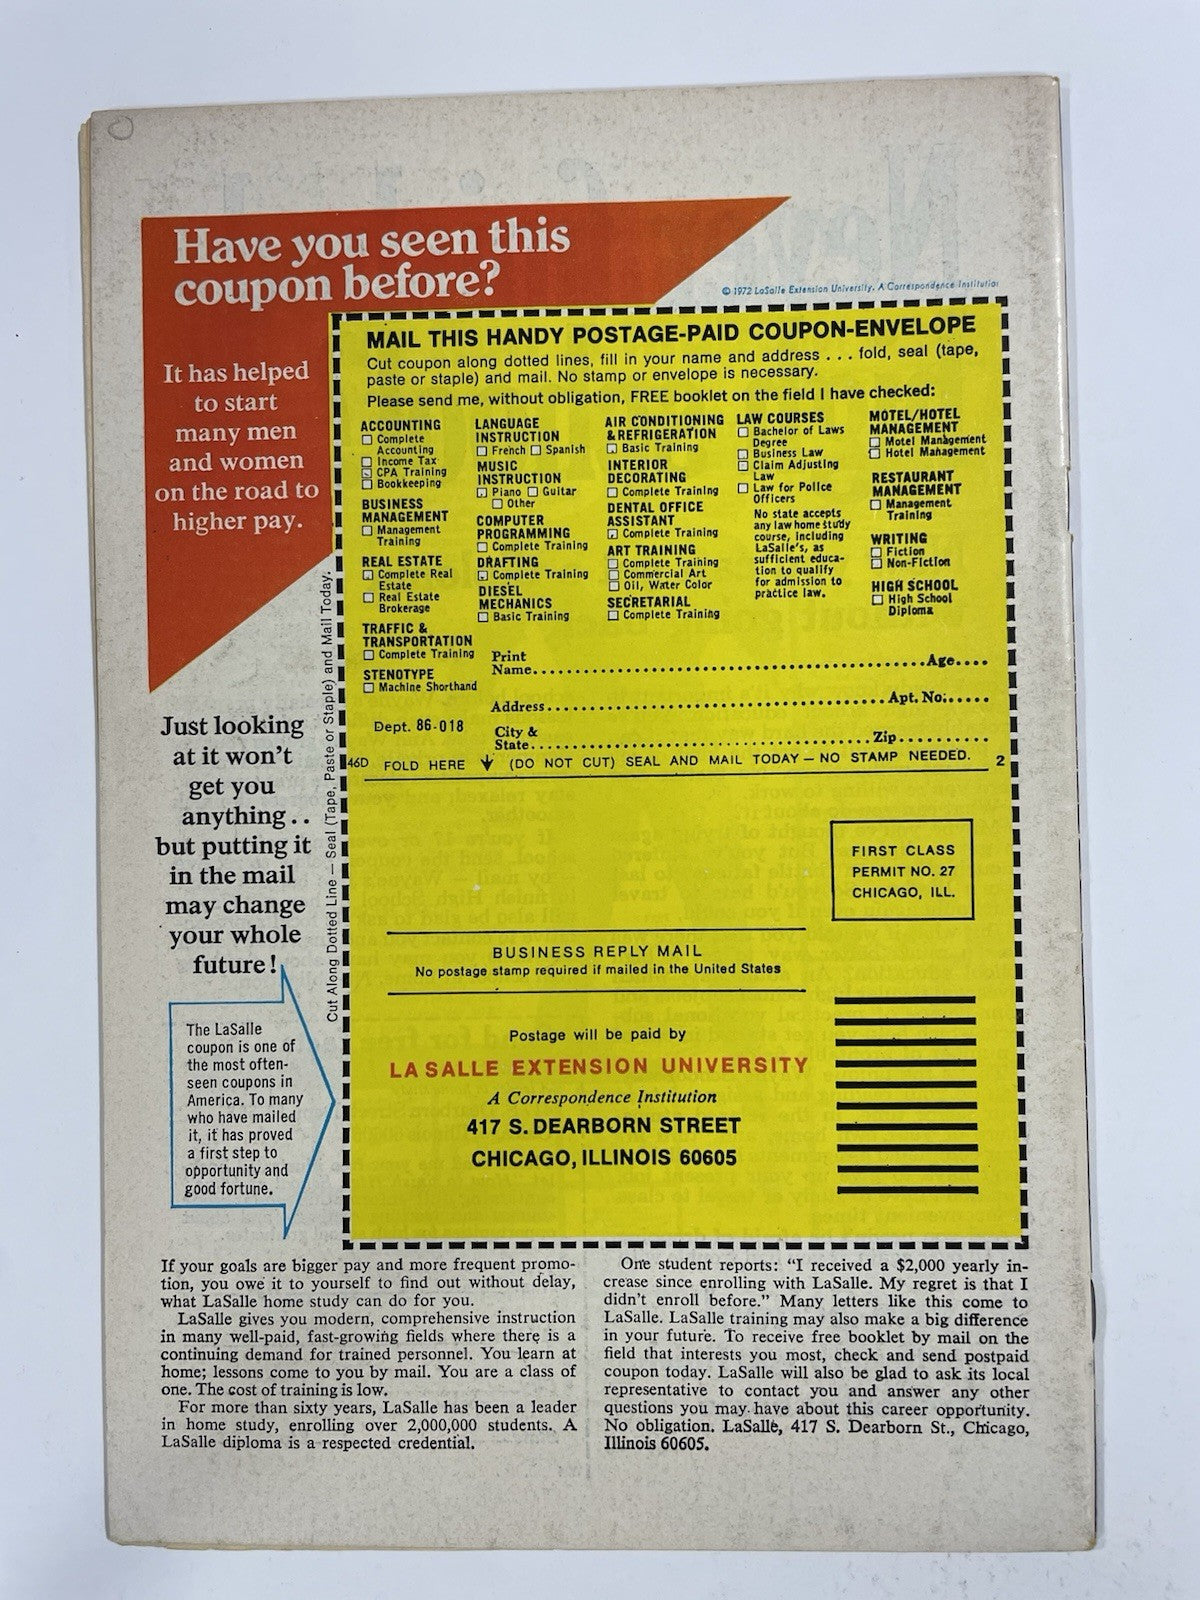 Have you seen this
coupon before?
It has helped
to start
many men
and women
on the road to
higher pay.
© 1972 LaSalle Extension University. A Correspondence Institution
MAIL THIS HANDY POSTAGE-PAID COUPON-ENVELOPE
Cut coupon along dotted lines, fill in your name and address . . . fold, seal (tape,
paste or staple) and mail. No stamp or envelope is necessary.
Please send me, without obligation, FREE booklet on the field I have checked:
ACCOUNTING
Complete
Accounting
Income Tax
CPA Training
Bookkeeping
BUSINESS
MANAGEMENT
Management
Training
REAL ESTATE
Complete Real
Estate
Real Estate
Brokerage
TRAFFIC &
TRANSPORTATION
Complete Training
STENOTYPE
Machine Shorthand
LANGUAGE
INSTRUCTION
French Spanish
MUSIC
INSTRUCTION
Piano Guitar
Other
COMPUTER
PROGRAMMING
Complete Training
DRAFTING
Complete Training
DIESEL
MECHANICS
Basic Training
AIR CONDITIONING
& REFRIGERATION
Basic Training
INTERIOR
DECORATING
Complete Training
DENTAL OFFICE
ASSISTANT
Complete Training
ART TRAINING
Complete Training
Commercial Art
Oil, Water Color
SECRETARIAL
Complete Training
LAW COURSES
Bachelor of Laws
Degree
Business Law
Claim Adjusting
Law
Law for Police
Officers
No state accepts
any law home study
course, including
LaSalle's, as
sufficient educa-
tion to qualify
for admission to
practice law.
MOTEL/HOTEL
MANAGEMENT
Motel Management
Hotel Management
RESTAURANT
MANAGEMENT
Management
Training
WRITING
Fiction
Non-Fiction
HIGH SCHOOL
High School
Diploma
Print
Name.......... Age....
Address.......... Apt. No:.....
City &
State.......... Zip..........
Dept. 86-018
46D FOLD HERE (DO NOT CUT) SEAL AND MAIL TODAY — NO STAMP NEEDED. 2
Cut Along Dotted Line — Seal (Tape, Paste or Staple) and Mail Today.
Just looking
at it won't
get you
anything..
but putting it
in the mail
may change
your whole
future!
The LaSalle
coupon is one of
the most often-
seen coupons in
America. To many
who have mailed
it, it has proved
a first step to
opportunity and
good fortune.
FIRST CLASS
PERMIT NO. 27
CHICAGO, ILL.
BUSINESS REPLY MAIL
No postage stamp required if mailed in the United States
Postage will be paid by
LA SALLE EXTENSION UNIVERSITY
A Correspondence Institution
417 S. DEARBORN STREET
CHICAGO, ILLINOIS 60605
If your goals are bigger pay and more frequent promo-
tion, you owe it to yourself to find out without delay,
what LaSalle home study can do for you.
LaSalle gives you modern, comprehensive instruction
in many well-paid, fast-growing fields where there is a
continuing demand for trained personnel. You learn at
home; lessons come to you by mail. You are a class of
one. The cost of training is low.
For more than sixty years, LaSalle has been a leader
in home study, enrolling over 2,000,000 students. A
LaSalle diploma is a respected credential.
One student reports: "I received a $2,000 yearly in-
crease since enrolling with LaSalle. My regret is that I
didn't enroll before." Many letters like this come to
LaSalle. LaSalle training may also make a big difference
in your future. To receive free booklet by mail on the
field that interests you most, check and send postpaid
coupon today. LaSalle will also be glad to ask its local
representative to contact you and answer any other
questions you may have about this career opportunity.
No obligation. LaSalle, 417 S. Dearborn St., Chicago,
Illinois 60605.